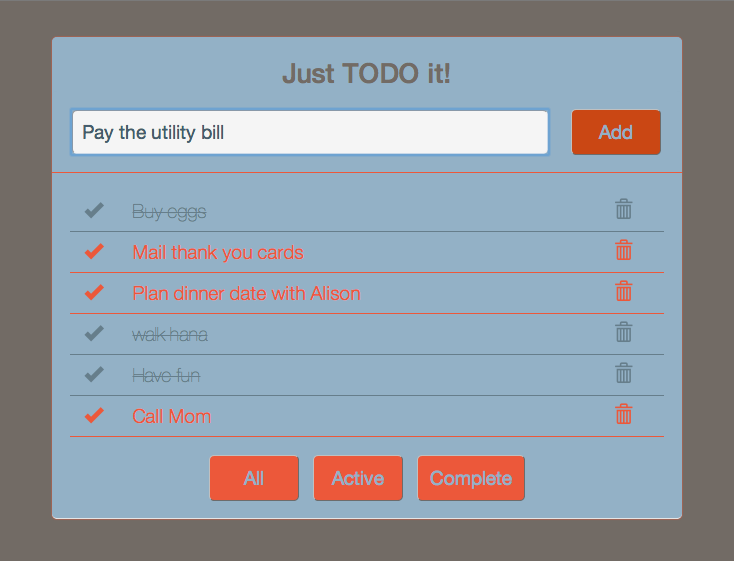 Just TODO it!
Pay the utility bill
Add
Buy eggs
Mail thank you cards
Plan dinner date with Alison
walk hana
Have fun
Call Mom
All
Active
Complete